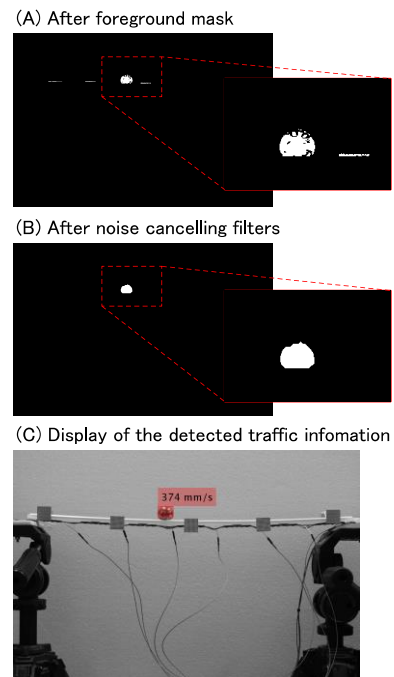 (A) After foreground mask
(B) After noise cancelling filters
(C) Display of the detected traffic infomation
374 mm/s